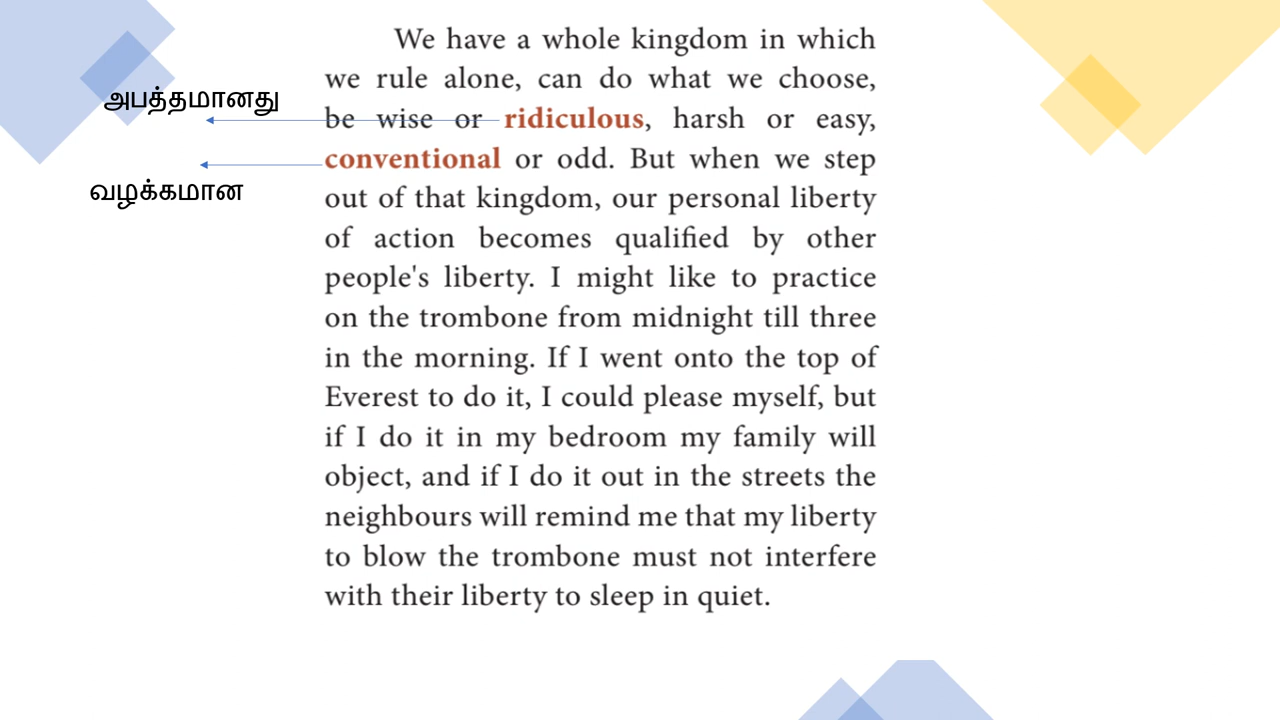 We have a whole kingdom in which
we rule alone, can do what we choose,
அபத்தமானது
be wise or ridiculous, harsh or easy,
conventional or odd. But when we step
வழக்கமான
out of that kingdom, our personal liberty
of action becomes qualified by other
people's liberty. I might like to practice
on the trombone from midnight till three
in the morning. If I went onto the top of
Everest to do it, I could please myself, but
if I do it in my bedroom my family will
object, and if I do it out in the streets the
neighbours will remind me that my liberty
to blow the trombone must not interfere
with their liberty to sleep in quiet.